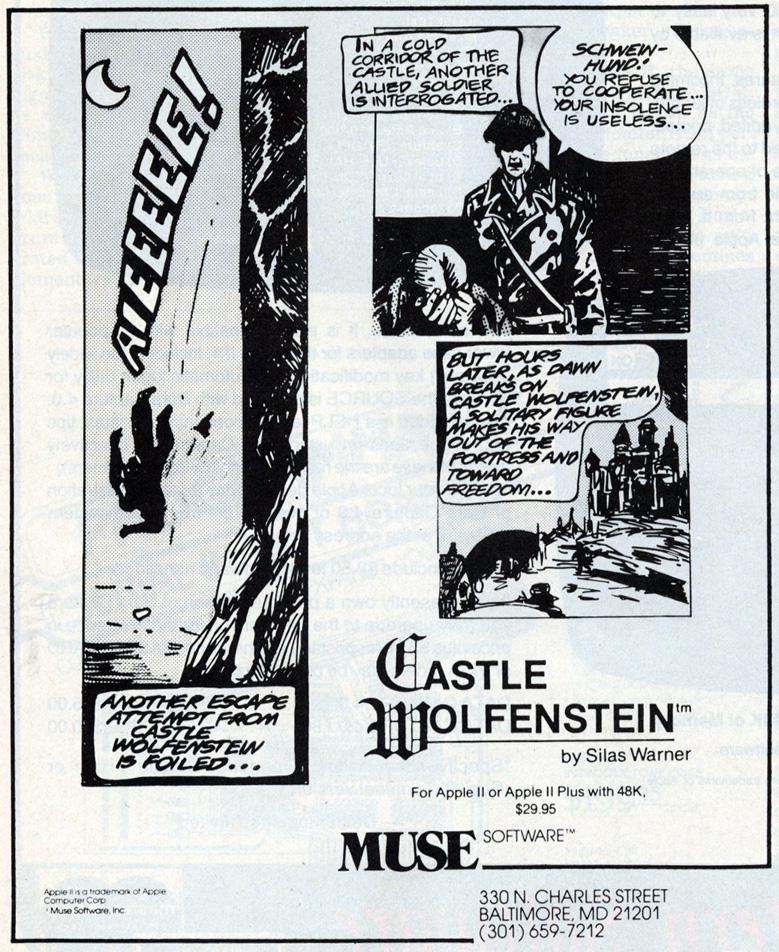 AIEEEEE!
ANOTHER ESCAPE
ATTEMPT FROM
CASTLE
WOLFENSTEIN
IS FOILED...
IN A COLD
CORRIDOR OF THE
CASTLE, ANOTHER
ALLIED SOLDIER
IS INTERROGATED...
SCHWEIN-
HUND!
YOU REFUSE
TO COOPERATE...
YOUR INSOLENCE
IS USELESS...
BUT HOURS
LATER, AS DAWN
BREAKS ON
CASTLE WOLFENSTEIN,
A SOLITARY FIGURE
MAKES HIS WAY
OUT OF THE
FORTRESS AND
TOWARD
FREEDOM...
CASTLE
WOLFENSTEIN™
by Silas Warner
For Apple II or Apple II Plus with 48K,
$29.95
MUSE SOFTWARE™
Apple II is a trademark of Apple
Computer Corp
Muse Software, Inc.
330 N. CHARLES STREET
BALTIMORE, MD 21201
(301) 659-7212